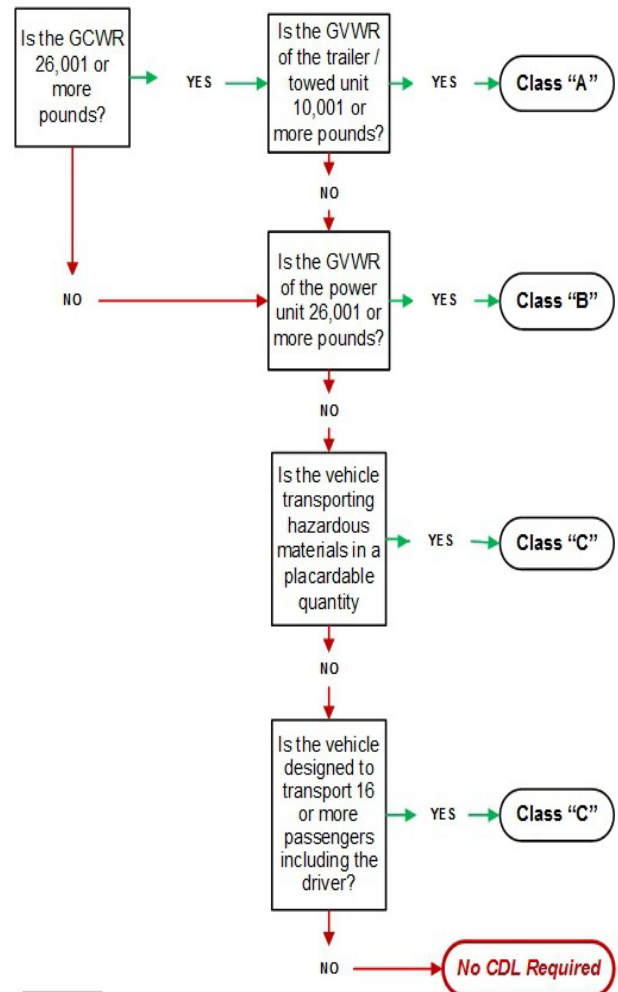 Is the GCWR
26,001 or
more
pounds?
YES
Is the GVWR
of the trailer /
towed unit
10,001 or
more pounds?
YES
Class “A”
NO
NO
Is the GVWR
of the power
unit 26,001 or
more pounds?
YES
Class “B”
NO
Is the vehicle
transporting
hazardous
materials in a
placardable
quantity
YES
Class “C”
NO
Is the vehicle
designed to
transport 16
or more
passengers
including the
driver?
YES
Class “C”
NO
No CDL Required